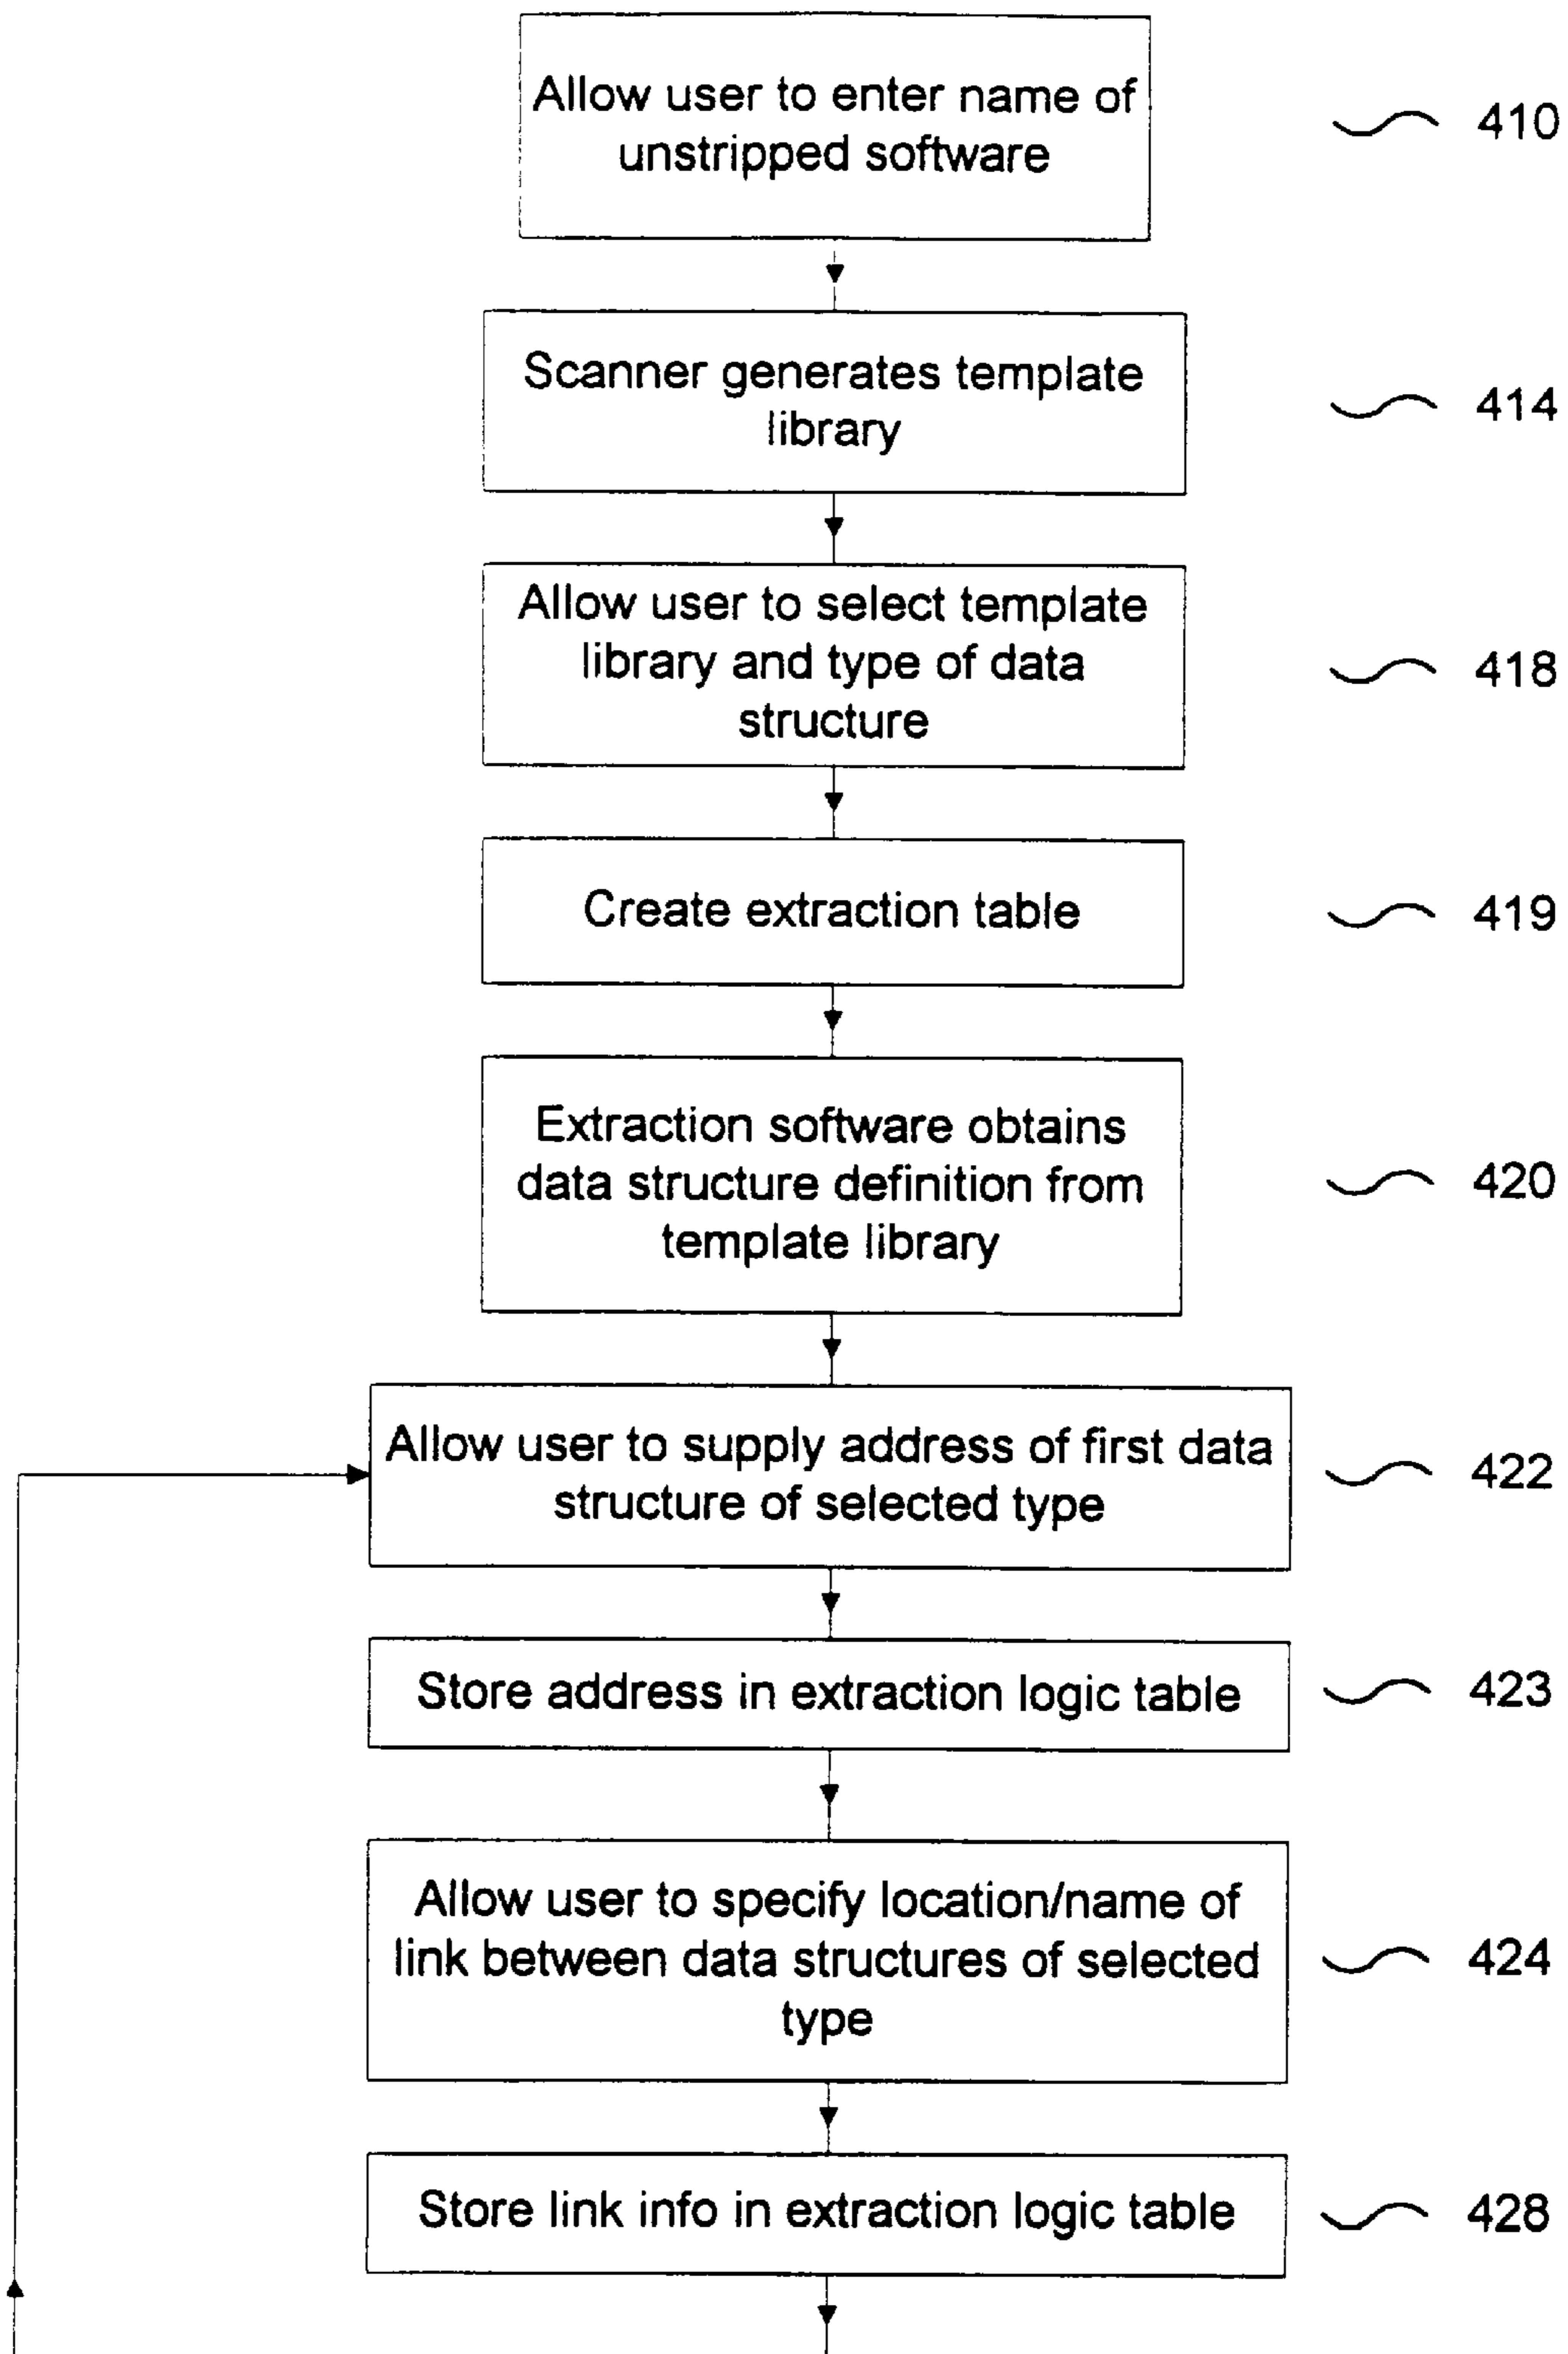 Allow user to enter name of
unstripped software
410
Scanner generates template
library
414
Allow user to select template
library and type of data
structure
418
Create extraction table
419
Extraction software obtains
data structure definition from
template library
420
Allow user to supply address of first data
structure of selected type
422
Store address in extraction logic table
423
Allow user to specify location/name of
link between data structures of selected
type
424
Store link info in extraction logic table
428